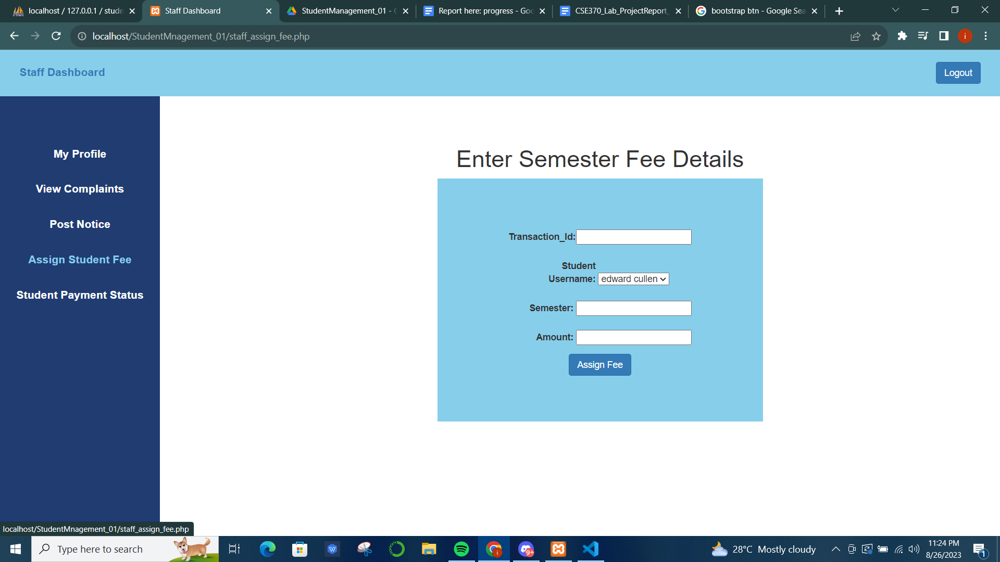 localhost / 127.0.0.1 / stude
Staff Dashboard
StudentManagement_01 -
Report here: progress - Goo
CSE370_Lab_ProjectReport_
bootstrap btn - Google Sea
localhost/StudentMnagement_01/staff_assign_fee.php
i
Staff Dashboard
Logout
My Profile
View Complaints
Post Notice
Assign Student Fee
Student Payment Status
Enter Semester Fee Details
Transaction_Id:
Student
Username: edward cullen
Semester:
Amount:
Assign Fee
localhost/StudentMnagement_01/staff_assign_fee.php
Type here to search
9+
28°C Mostly cloudy
11:24 PM
8/26/2023
1